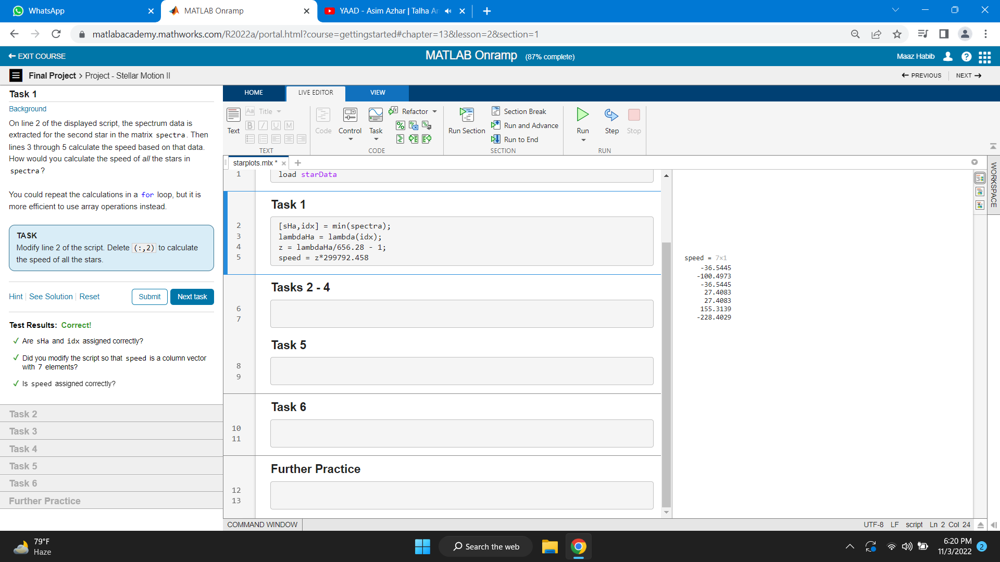 WhatsApp
MATLAB Onramp
YAAD - Asim Azhar | Talha Ar
matlabacademy.mathworks.com/R2022a/portal.html?course=gettingstarted#chapter=13&lesson=2&section=1
EXIT COURSE
MATLAB Onramp (87% complete)
Maaz Habib
Final Project > Project - Stellar Motion II
PREVIOUS
NEXT
Task 1
Background
On line 2 of the displayed script, the spectrum data is
extracted for the second star in the matrix spectra. Then
lines 3 through 5 calculate the speed based on that data.
How would you calculate the speed of all the stars in
spectra?
You could repeat the calculations in a for loop, but it is
more efficient to use array operations instead.
TASK
Modify line 2 of the script. Delete (:,2) to calculate
the speed of all the stars.
Hint
See Solution
Reset
Submit
Next task
Test Results: Correct!
✓ Are sHa and idx assigned correctly?
✓ Did you modify the script so that speed is a column vector
with 7 elements?
✓ Is speed assigned correctly?
Task 2
Task 3
Task 4
Task 5
Task 6
Further Practice
HOME
LIVE EDITOR
VIEW
Text
Aa Title
B I U M
TEXT
Code
Control
Task
Refactor
CODE
Run Section
Section Break
Run and Advance
Run to End
SECTION
Run
Step
Stop
RUN
starplots.mlx *
WORKSPACE
1 load starData
Task 1
2 [sHa,idx] = min(spectra);
3 lambdaHa = lambda(idx);
4 z = lambdaHa/656.28 - 1;
5 speed = z*299792.458
speed = 7×1
-36.5445
-100.4973
-36.5445
27.4083
27.4083
155.3139
-228.4029
Tasks 2 - 4
6
7
Task 5
8
9
Task 6
10
11
Further Practice
12
13
COMMAND WINDOW
UTF-8 LF script Ln 2 Col 24
79°F
Haze
Search the web
6:20 PM
11/3/2022
2